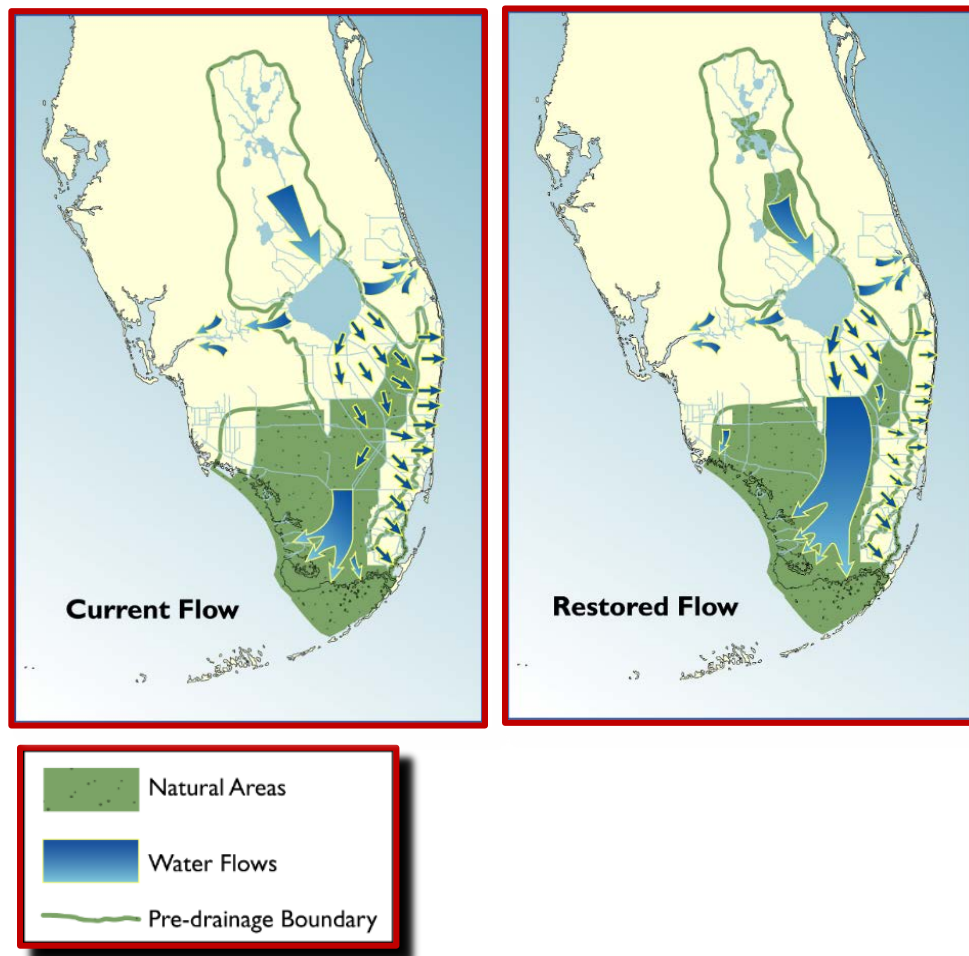 Current Flow
Restored Flow
Natural Areas
Water Flows
Pre-drainage Boundary